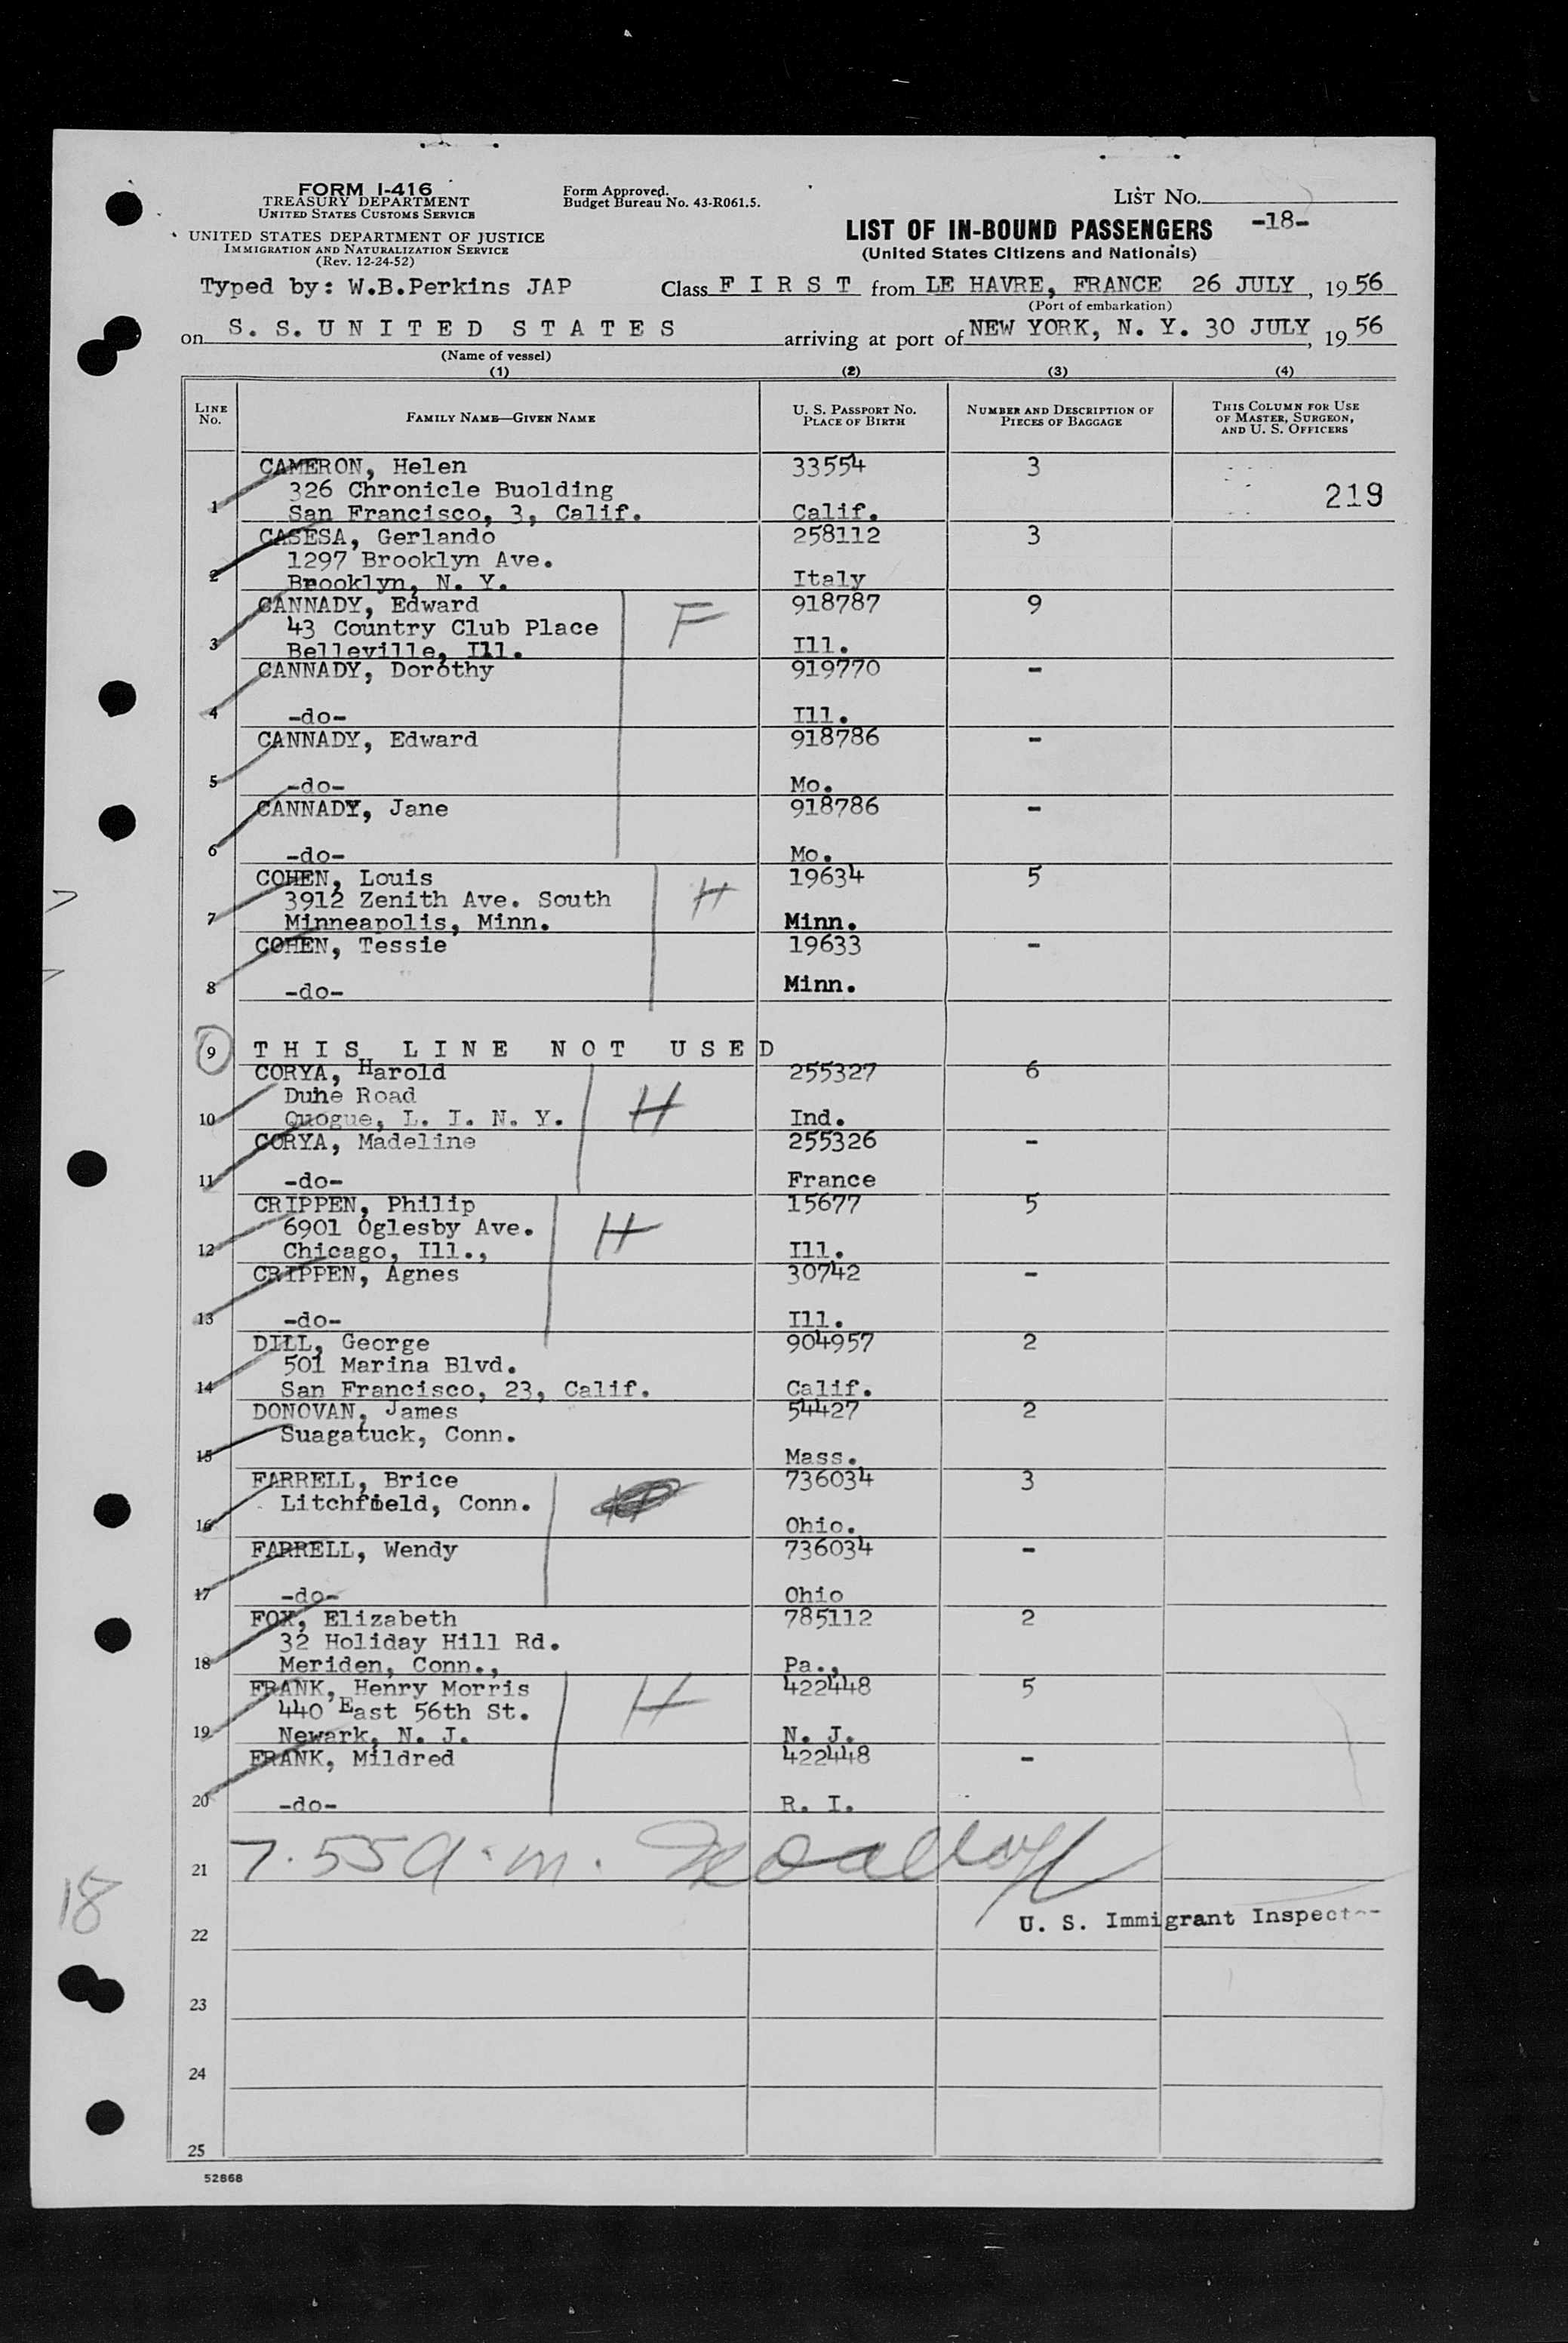 FORM I-416
TREASURY DEPARTMENT
UNITED STATES CUSTOMS SERVICE
UNITED STATES DEPARTMENT OF JUSTICE
IMMIGRATION AND NATURALIZATION SERVICE
(Rev. 12-24-52)
Form Approved.
Budget Bureau No. 43-R061.5.
LIST NO.
-18-
LIST OF IN-BOUND PASSENGERS
(United States Citizens and Nationals)
Typed by: W.B.Perkins JAP
Class F I R S T from LE HAVRE, FRANCE 26 JULY, 1956
(Port of embarkation)
on S. S. U N I T E D S T A T E S arriving at port of NEW YORK, N. Y. 30 JULY, 1956
(Name of vessel)
(1) (2) (3) (4)
LINE NO.
FAMILY NAME—GIVEN NAME
U. S. PASSPORT NO.
PLACE OF BIRTH
NUMBER AND DESCRIPTION OF
PIECES OF BAGGAGE
THIS COLUMN FOR USE
OF MASTER, SURGEON,
AND U. S. OFFICERS
CAMERON, Helen 33554 3
326 Chronicle Buolding 219
1 San Francisco, 3, Calif. Calif.
CASESA, Gerlando 258112 3
1297 Brooklyn Ave.
2 Brooklyn, N. Y. Italy
CANNADY, Edward 918787 9
43 Country Club Place F
3 Belleville, Ill. Ill.
CANNADY, Dorothy 919770 -
4 -do- Ill.
CANNADY, Edward 918786 -
5 -do- Mo.
CANNADY, Jane 918786 -
6 -do- Mo.
COHEN, Louis 19634 5
3912 Zenith Ave. South H
7 Minneapolis, Minn. Minn.
COHEN, Tessie 19633 -
8 -do- Minn.
9 T H I S L I N E N O T U S E D
CORYA, Harold 255327 6
Dune Road H
10 Quogue, L. I. N. Y. Ind.
CORYA, Madeline 255326 -
11 -do- France
CRIPPEN, Philip 15677 5
6901 Oglesby Ave. H
12 Chicago, Ill., Ill.
CRIPPEN, Agnes 30742 -
13 -do- Ill.
DILL, George 904957 2
501 Marina Blvd.
14 San Francisco, 23, Calif. Calif.
DONOVAN, James 54427 2
Suagatuck, Conn.
15 Mass.
FARRELL, Brice 736034 3
Litchfield, Conn.
16 Ohio.
FARRELL, Wendy 736034 -
17 -do- Ohio
FOX, Elizabeth 785112 2
32 Holiday Hill Rd.
18 Meriden, Conn., Pa.,
FRANK, Henry Morris 422448 5
440 East 56th St. H
19 Newark, N. J. N. J.
FRANK, Mildred 422448 -
20 -do- R. I.
21 7.55 a.m.
18
22 U. S. Immigrant Inspector
23
24
25
52868